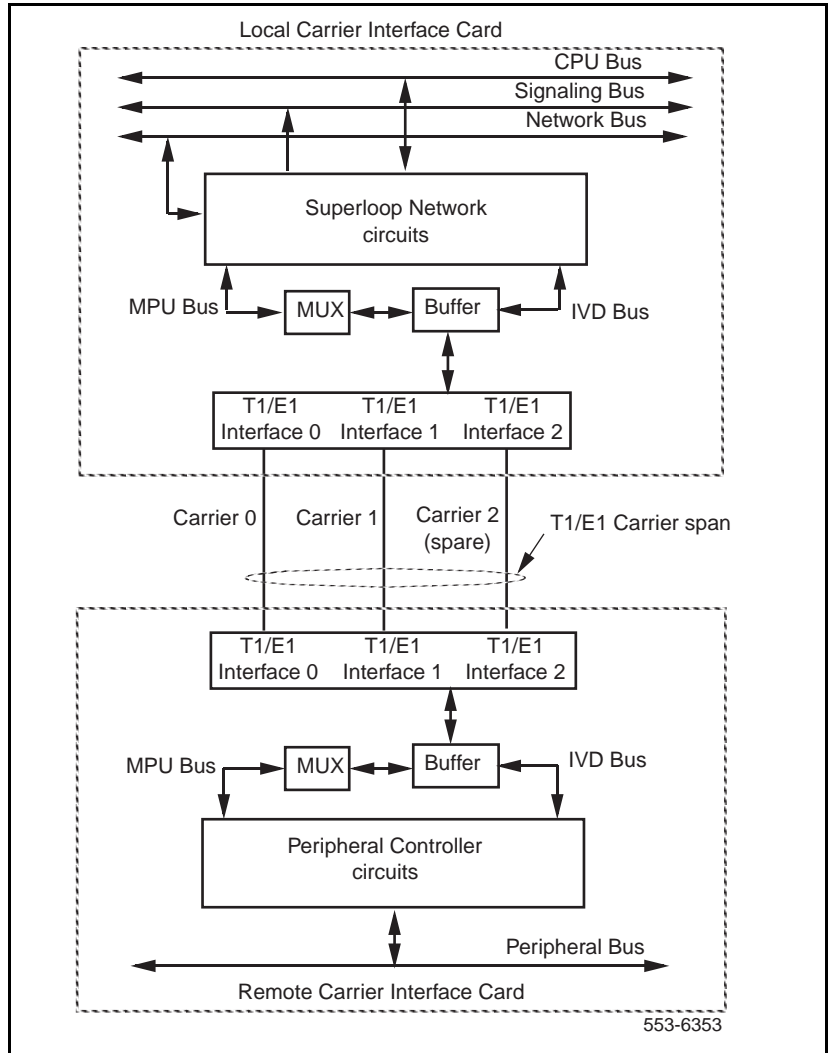 Local Carrier Interface Card
CPU Bus
Signaling Bus
Network Bus
Superloop Network
circuits
MPU Bus
MUX
Buffer
IVD Bus
T1/E1
Interface 0
T1/E1
Interface 1
T1/E1
Interface 2
Carrier 0
Carrier 1
Carrier 2
(spare)
T1/E1 Carrier span
T1/E1
Interface 0
T1/E1
Interface 1
T1/E1
Interface 2
MPU Bus
MUX
Buffer
IVD Bus
Peripheral Controller
circuits
Peripheral Bus
Remote Carrier Interface Card
553-6353